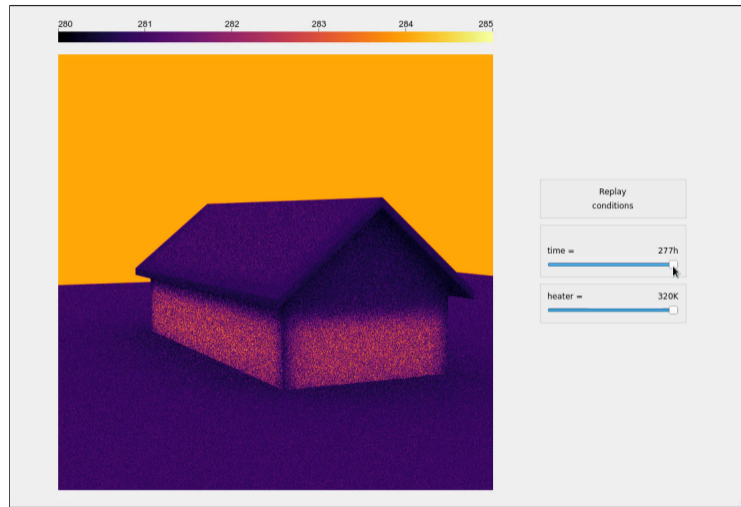 280 281 282 283 284 285
Replay
conditions
time = 277h
heater = 320K